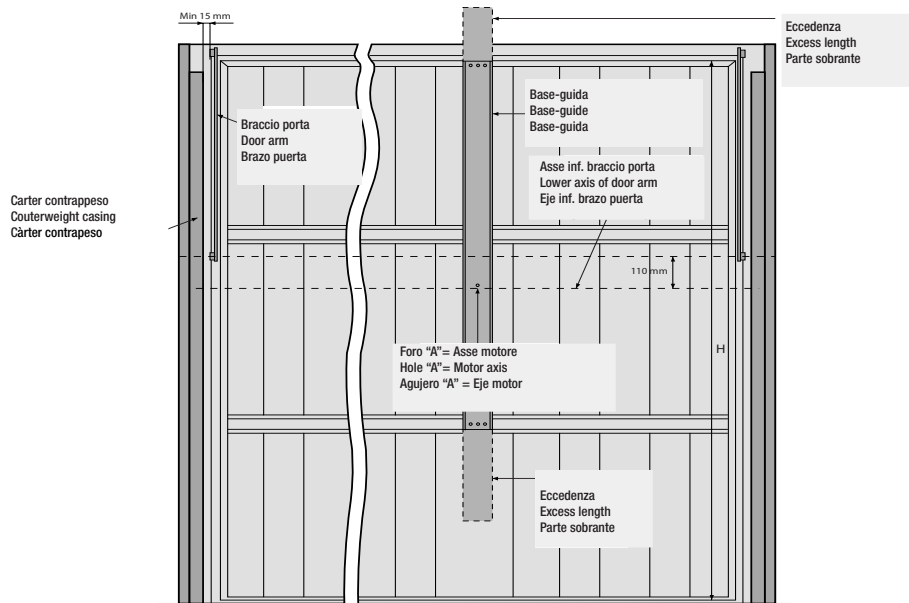 Min 15 mm
Eccedenza
Excess length
Parte sobrante
Base-guida
Base-guide
Base-guida
Braccio porta
Door arm
Brazo puerta
Asse inf. braccio porta
Lower axis of door arm
Eje inf. brazo puerta
Carter contrappeso
Couterweight casing
Càrter contrapeso
110 mm
H
Foro “A”= Asse motore
Hole “A”= Motor axis
Agujero “A” = Eje motor
Eccedenza
Excess length
Parte sobrante